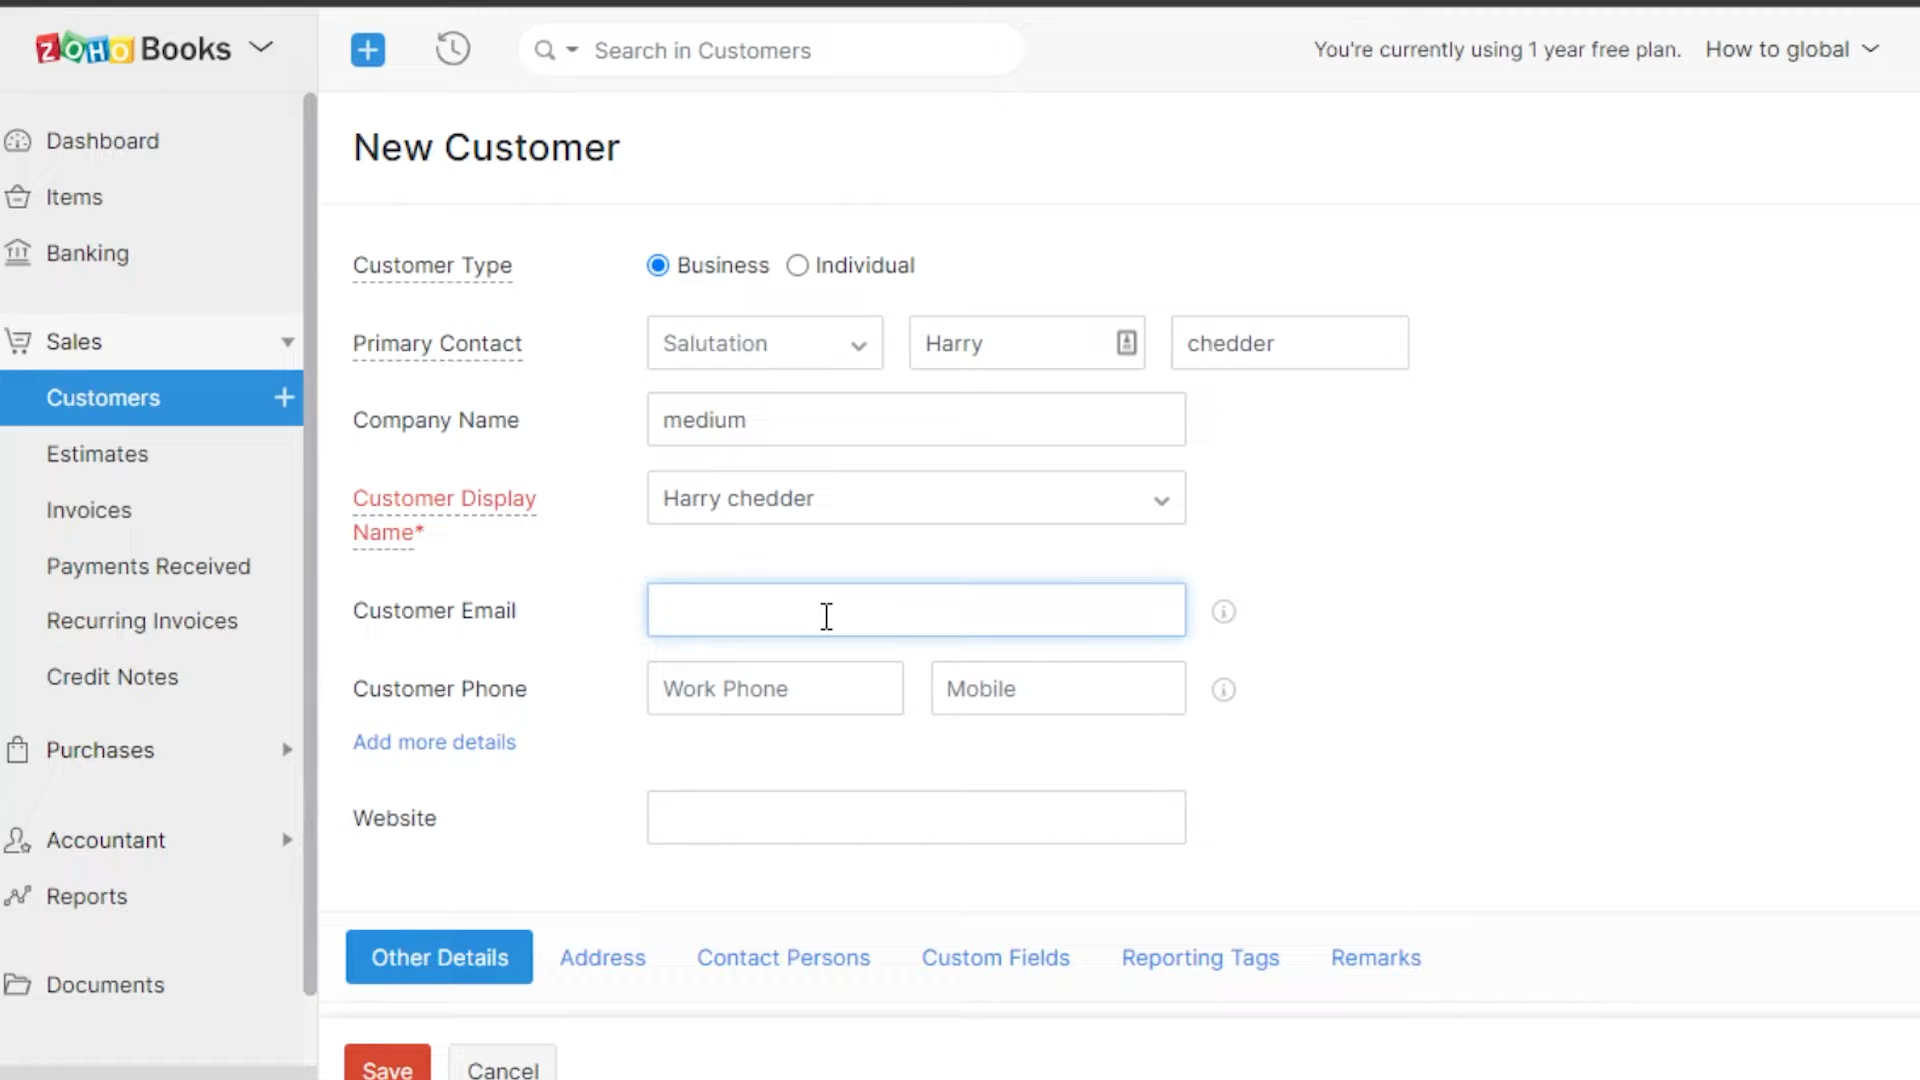 ZOHO Books
Search in Customers
You're currently using 1 year free plan.
How to global
Dashboard
Items
Banking
Sales
Customers
Estimates
Invoices
Payments Received
Recurring Invoices
Credit Notes
Purchases
Accountant
Reports
Documents
New Customer
Customer Type
Business
Individual
Primary Contact
Salutation
Harry
chedder
Company Name
medium
Customer Display
Name*
Harry chedder
Customer Email
Customer Phone
Work Phone
Mobile
Add more details
Website
Other Details
Address
Contact Persons
Custom Fields
Reporting Tags
Remarks
Save
Cancel